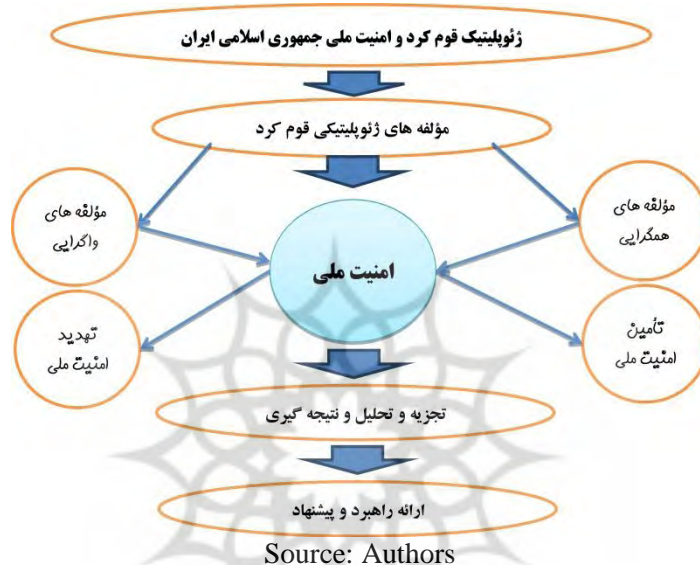 ژئوپلیتیک قوم کرد و امنیت ملی جمهوری اسلامی ایران
مؤلفه های ژئوپلیتیکی قوم کرد
مؤلفه های
همگرایی
مؤلفه های
واگرایی
امنیت ملی
تأمین
امنیت ملی
تهدید
امنیت ملی
تجزیه و تحلیل و نتیجه گیری
ارائه راهبرد و پیشنهاد
Source: Authors